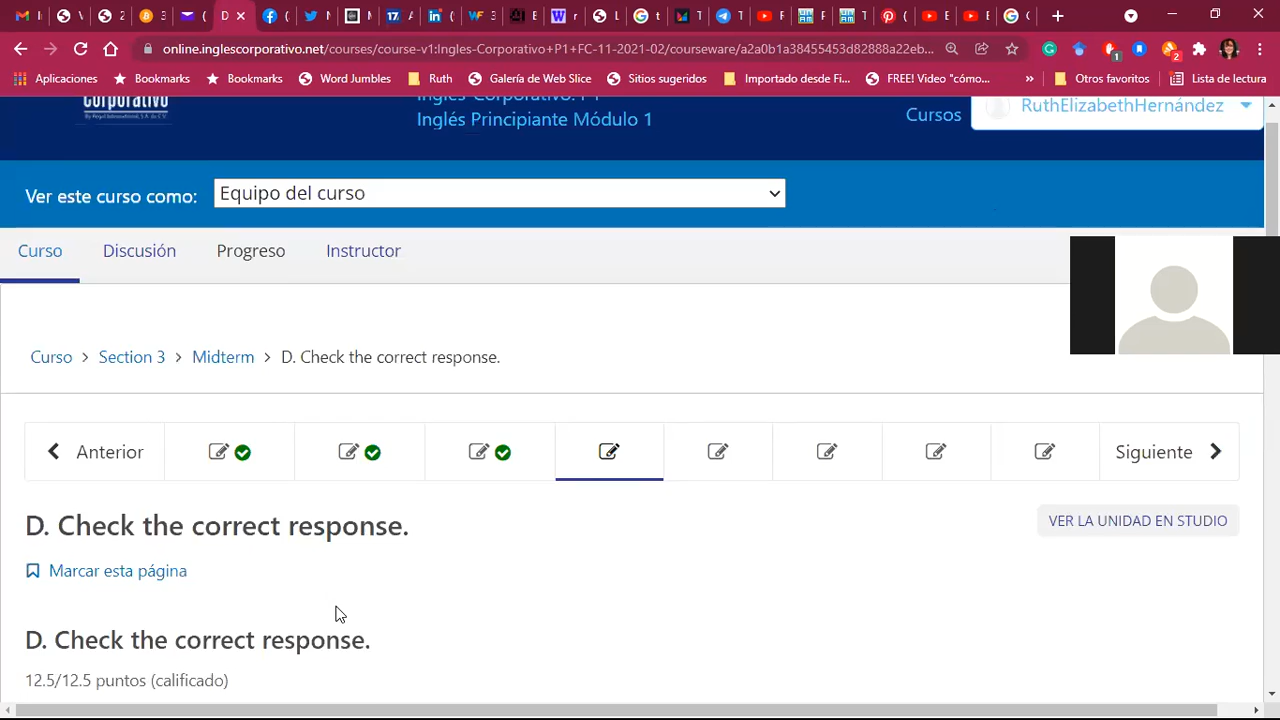 online.inglescorporativo.net/courses/course-v1:Ingles-Corporativo+P1+FC-11-2021-02/courseware/a2a0b1a38455453d82888a22eb...
Aplicaciones Bookmarks Bookmarks Word Jumbles Ruth Galería de Web Slice Sitios sugeridos Importado desde Fi... FREE! Video "cómo... » Otros favoritos Lista de lectura
corporativo
Inglés Principiante Módulo 1
Cursos
RuthElizabethHernández
Ver este curso como:
Equipo del curso
Curso Discusión Progreso Instructor
Curso > Section 3 > Midterm > D. Check the correct response.
Anterior
Siguiente
D. Check the correct response.
VER LA UNIDAD EN STUDIO
Marcar esta página
D. Check the correct response.
12.5/12.5 puntos (calificado)